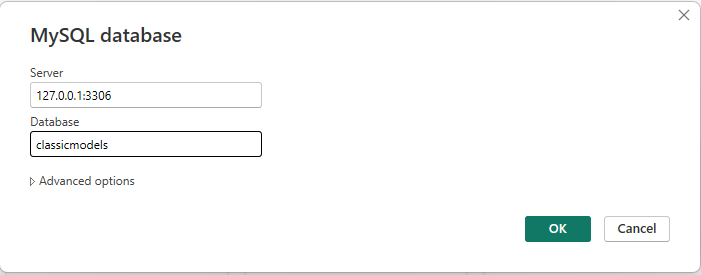 MySQL database
Server
127.0.0.1:3306
Database
classicmodels
Advanced options
OK
Cancel